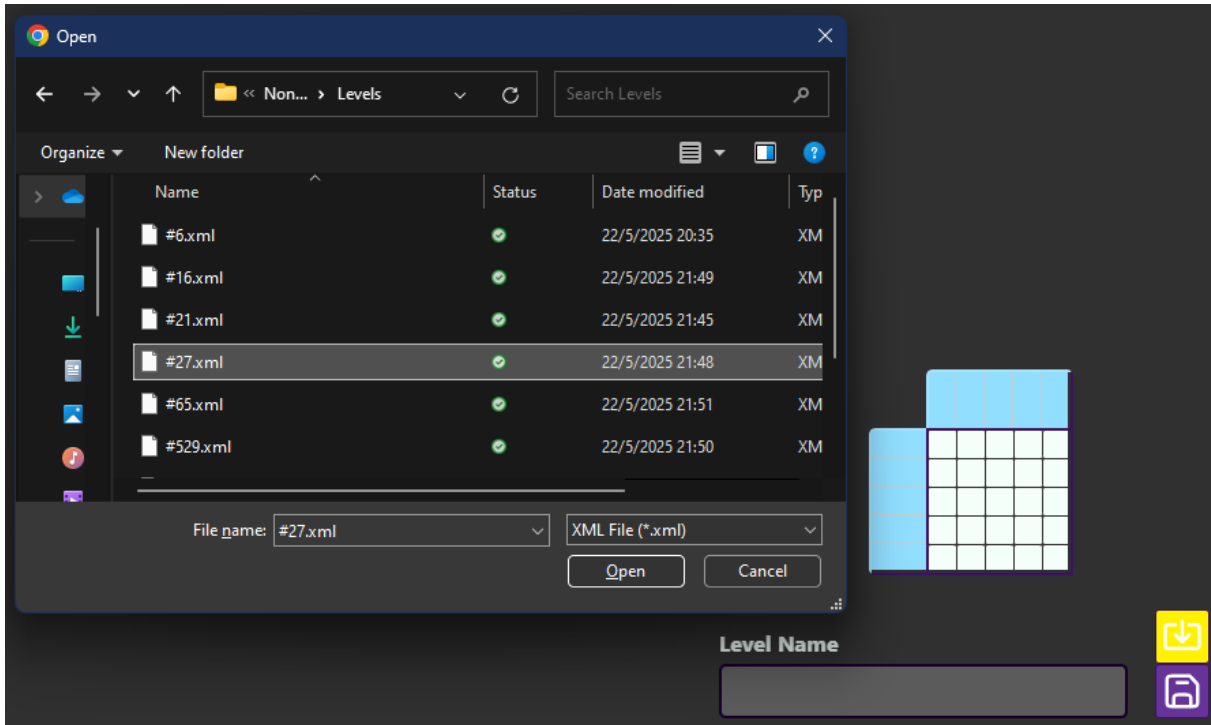 Open
« Non... › Levels
Search Levels
Organize
New folder
?
Name Status Date modified Typ
#6.xml 22/5/2025 20:35 XM
#16.xml 22/5/2025 21:49 XM
#21.xml 22/5/2025 21:45 XM
#27.xml 22/5/2025 21:48 XM
#65.xml 22/5/2025 21:51 XM
#529.xml 22/5/2025 21:50 XM
File name: #27.xml XML File (*.xml)
Open Cancel
Level Name